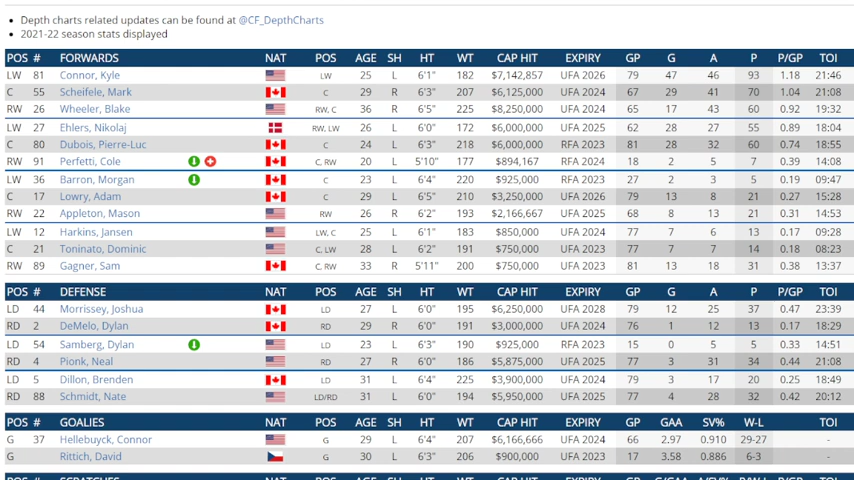 Depth charts related updates can be found at @CF_DepthCharts
2021-22 season stats displayed
POS # FORWARDS NAT POS AGE SH HT WT CAP HIT EXPIRY GP G A P P/GP TOI
LW 81 Connor, Kyle LW 25 L 6'1" 182 $7,142,857 UFA 2026 79 47 46 93 1.18 21:46
C 55 Scheifele, Mark C 29 R 6'3" 207 $6,125,000 UFA 2024 67 29 41 70 1.04 21:08
RW 26 Wheeler, Blake RW, C 36 R 6'5" 225 $8,250,000 UFA 2024 65 17 43 60 0.92 19:32
LW 27 Ehlers, Nikolaj RW, LW 26 L 6'0" 172 $6,000,000 UFA 2025 62 28 27 55 0.89 18:04
C 80 Dubois, Pierre-Luc C 24 L 6'3" 218 $6,000,000 RFA 2023 81 28 32 60 0.74 18:55
RW 91 Perfetti, Cole C, RW 20 L 5'10" 177 $894,167 RFA 2024 18 2 5 7 0.39 14:08
LW 36 Barron, Morgan C 23 L 6'4" 220 $925,000 RFA 2023 27 2 3 5 0.19 09:47
C 17 Lowry, Adam C 29 L 6'5" 210 $3,250,000 UFA 2026 79 13 8 21 0.27 15:28
RW 22 Appleton, Mason RW 26 R 6'2" 193 $2,166,667 UFA 2025 68 8 13 21 0.31 14:53
LW 12 Harkins, Jansen LW, C 25 L 6'1" 183 $850,000 UFA 2024 77 7 6 13 0.17 09:28
C 21 Toninato, Dominic C, LW 28 L 6'2" 191 $750,000 UFA 2023 77 7 7 14 0.18 08:23
RW 89 Gagner, Sam C, RW 33 R 5'11" 200 $750,000 UFA 2023 81 13 18 31 0.38 13:37
POS # DEFENSE NAT POS AGE SH HT WT CAP HIT EXPIRY GP G A P P/GP TOI
LD 44 Morrissey, Joshua LD 27 L 6'0" 195 $6,250,000 UFA 2028 79 12 25 37 0.47 23:39
RD 2 DeMelo, Dylan RD 29 R 6'0" 191 $3,000,000 UFA 2024 76 1 12 13 0.17 18:29
LD 54 Samberg, Dylan LD 23 L 6'3" 190 $925,000 RFA 2023 15 0 5 5 0.33 14:51
RD 4 Pionk, Neal RD 27 R 6'0" 186 $5,875,000 UFA 2025 77 3 31 34 0.44 21:08
LD 5 Dillon, Brenden LD 31 L 6'4" 225 $3,900,000 UFA 2024 79 3 17 20 0.25 18:49
RD 88 Schmidt, Nate LD/RD 31 L 6'0" 194 $5,950,000 UFA 2025 77 4 28 32 0.42 20:12
POS # GOALIES NAT POS AGE SH HT WT CAP HIT EXPIRY GP GAA SV% W-L TOI
G 37 Hellebuyck, Connor G 29 L 6'4" 207 $6,166,666 UFA 2024 66 2.97 0.910 29-27 -
G Rittich, David G 30 L 6'3" 206 $900,000 UFA 2023 17 3.58 0.886 6-3 -